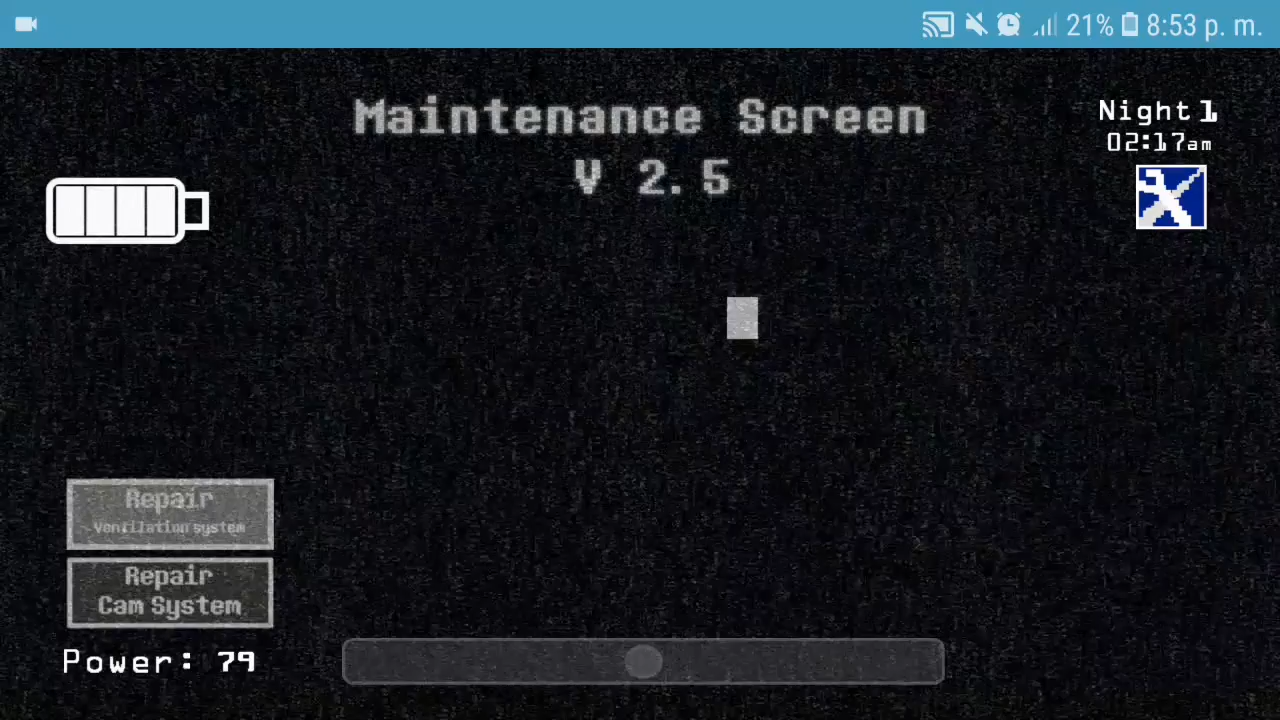 21% 8:53 p. m.
Maintenance Screen
V 2.5
Night 1
02:17am
Repair
Ventilation system
Repair
Cam System
Power: 79